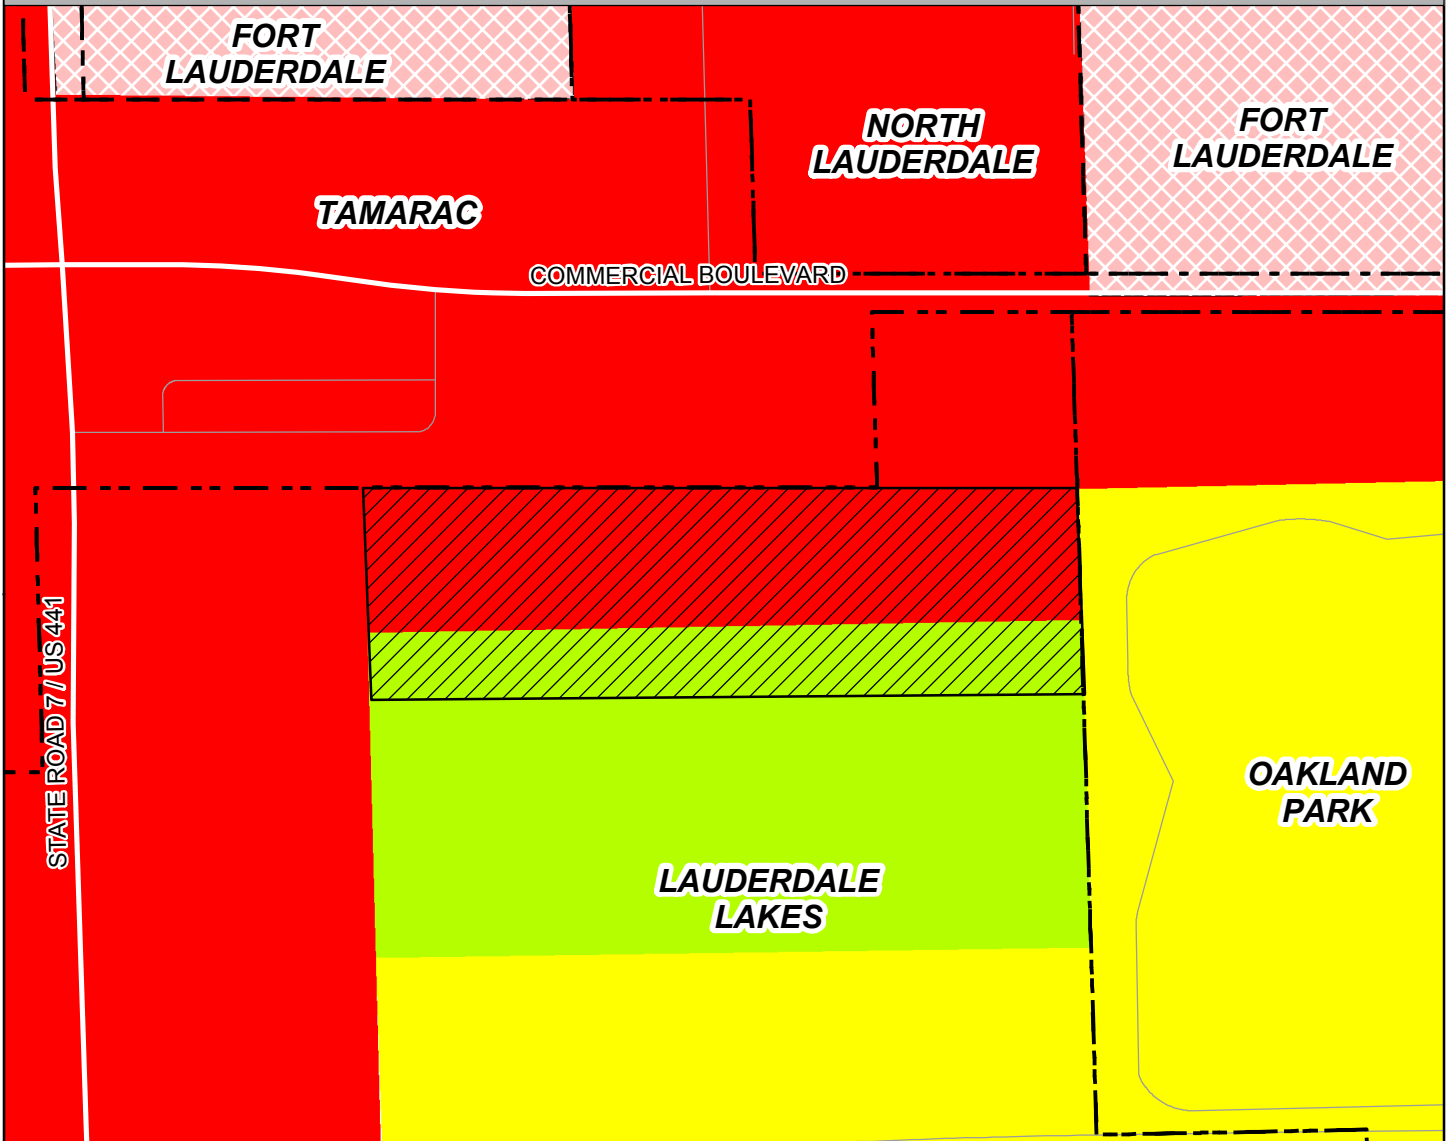 FORT
LAUDERDALE
NORTH
LAUDERDALE
FORT
LAUDERDALE
TAMARAC
COMMERCIAL BOULEVARD
STATE ROAD 7 / US 441
OAKLAND
PARK
LAUDERDALE
LAKES